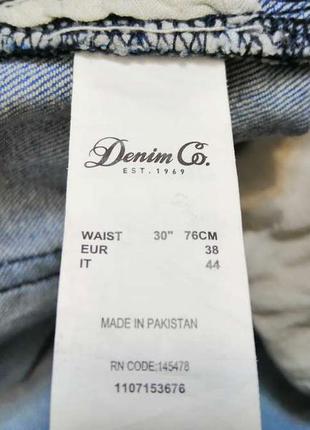 Denim Co.
EST. 1969
WAIST 30" 76CM
EUR 38
IT 44
MADE IN PAKISTAN
RN CODE:145478
1107153676